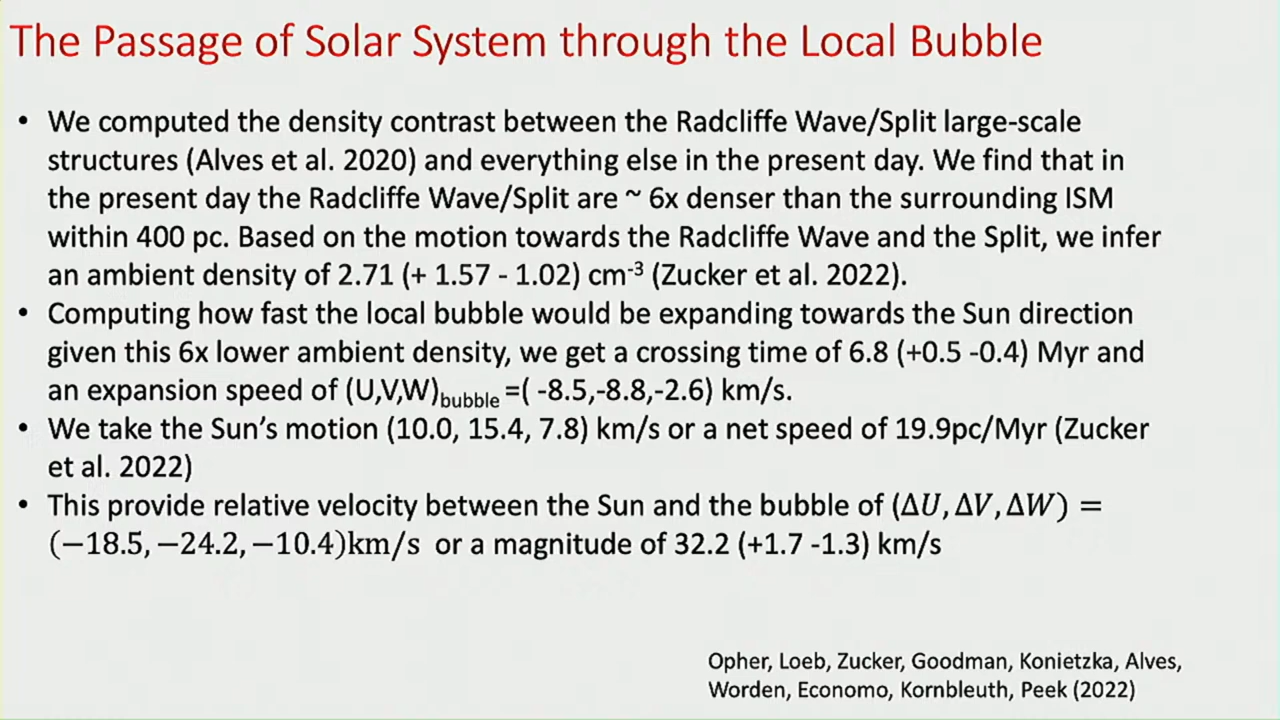 The Passage of Solar System through the Local Bubble
• We computed the density contrast between the Radcliffe Wave/Split large-scale
structures (Alves et al. 2020) and everything else in the present day. We find that in
the present day the Radcliffe Wave/Split are ~ 6x denser than the surrounding ISM
within 400 pc. Based on the motion towards the Radcliffe Wave and the Split, we infer
an ambient density of 2.71 (+ 1.57 - 1.02) cm⁻³ (Zucker et al. 2022).
• Computing how fast the local bubble would be expanding towards the Sun direction
given this 6x lower ambient density, we get a crossing time of 6.8 (+0.5 -0.4) Myr and
an expansion speed of (U,V,W)bubble =( -8.5,-8.8,-2.6) km/s.
• We take the Sun's motion (10.0, 15.4, 7.8) km/s or a net speed of 19.9pc/Myr (Zucker
et al. 2022)
• This provide relative velocity between the Sun and the bubble of (ΔU, ΔV, ΔW) =
(−18.5, −24.2, −10.4)km/s or a magnitude of 32.2 (+1.7 -1.3) km/s
Opher, Loeb, Zucker, Goodman, Konietzka, Alves,
Worden, Economo, Kornbleuth, Peek (2022)